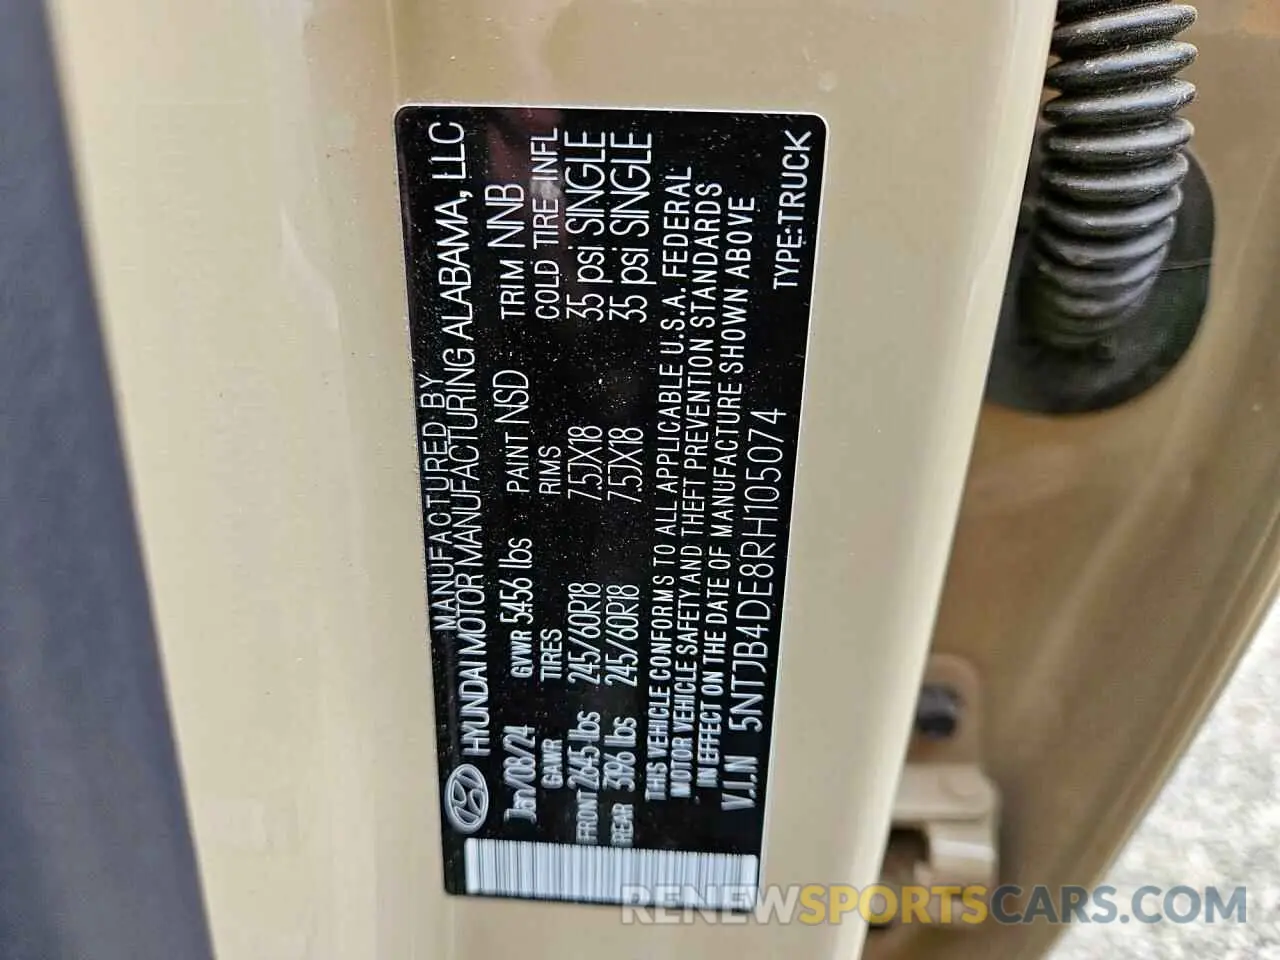 MANUFACTURED BY
HYUNDAI MOTOR MANUFACTURING ALABAMA, LLC
Jan/08/24 GVWR 5456 lbs PAINT NSD TRIM NNB
GAWR TIRES RIMS COLD TIRE INFL
FRONT 2645 lbs 245/60R18 7.5JX18 35 psi SINGLE
REAR 3196 lbs 245/60R18 7.5JX18 35 psi SINGLE
THIS VEHICLE CONFORMS TO ALL APPLICABLE U.S.A. FEDERAL
MOTOR VEHICLE SAFETY AND THEFT PREVENTION STANDARDS
IN EFFECT ON THE DATE OF MANUFACTURE SHOWN ABOVE
V.I.N 5NTJB4DE8RH105074
TYPE:TRUCK
RENEWSPORTSCARS.COM